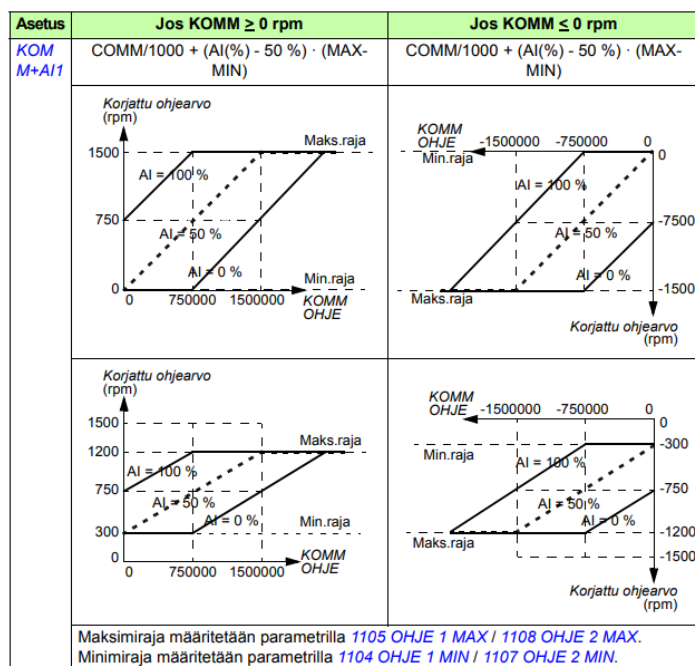 Asetus Jos KOMM ≥ 0 rpm Jos KOMM ≤ 0 rpm
KOM
M+AI1
COMM/1000 + (AI(%) - 50 %) · (MAX-
MIN)
COMM/1000 + (AI(%) - 50 %) · (MAX-
MIN)
Korjattu ohjearvo
(rpm)
1500
Maks.raja
AI = 100 %
750
AI = 50 %
AI = 0 %
Min.raja
0
0 750000 1500000 KOMM
OHJE
KOMM
OHJE -1500000 -750000 0
Min.raja 0
AI = 100 %
-7500
AI = 50 %
AI = 0 %
Maks.raja -1500
Korjattu ohjearvo
(rpm)
Korjattu ohjearvo
(rpm)
1500
Maks.raja
1200
AI = 100 %
750
AI = 50 %
AI = 0 %
300 Min.raja
0
0 750000 1500000 KOMM
OHJE
KOMM
OHJE -1500000 -750000 0
0
Min.raja -300
AI = 100 %
-750
AI = 50%
AI = 0 %
Maks.raja -1200
-1500
Korjattu ohjearvo
(rpm)
Maksimiraja määritetään parametrilla 1105 OHJE 1 MAX / 1108 OHJE 2 MAX.
Minimiraja määritetään parametrilla 1104 OHJE 1 MIN / 1107 OHJE 2 MIN.